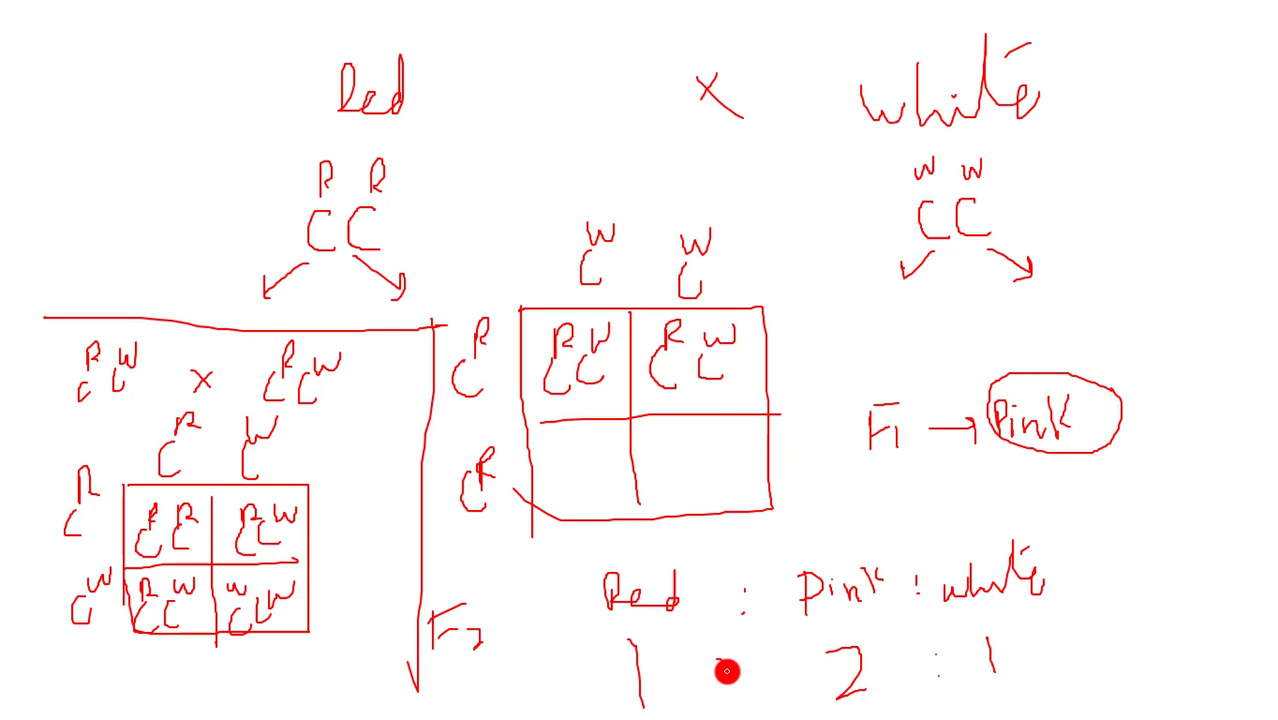 Red x White
R R
C C
W W
C C
W W
C C
C^R C^R C^W C^R C^W
C^R C^W x C^R C^W
F1 → Pink
C^R C^W
C^R C^R C^R C^R C^W
C^R
C^W C^R C^W C^W C^W
F2
Red : Pink : white
1 : 2 : 1